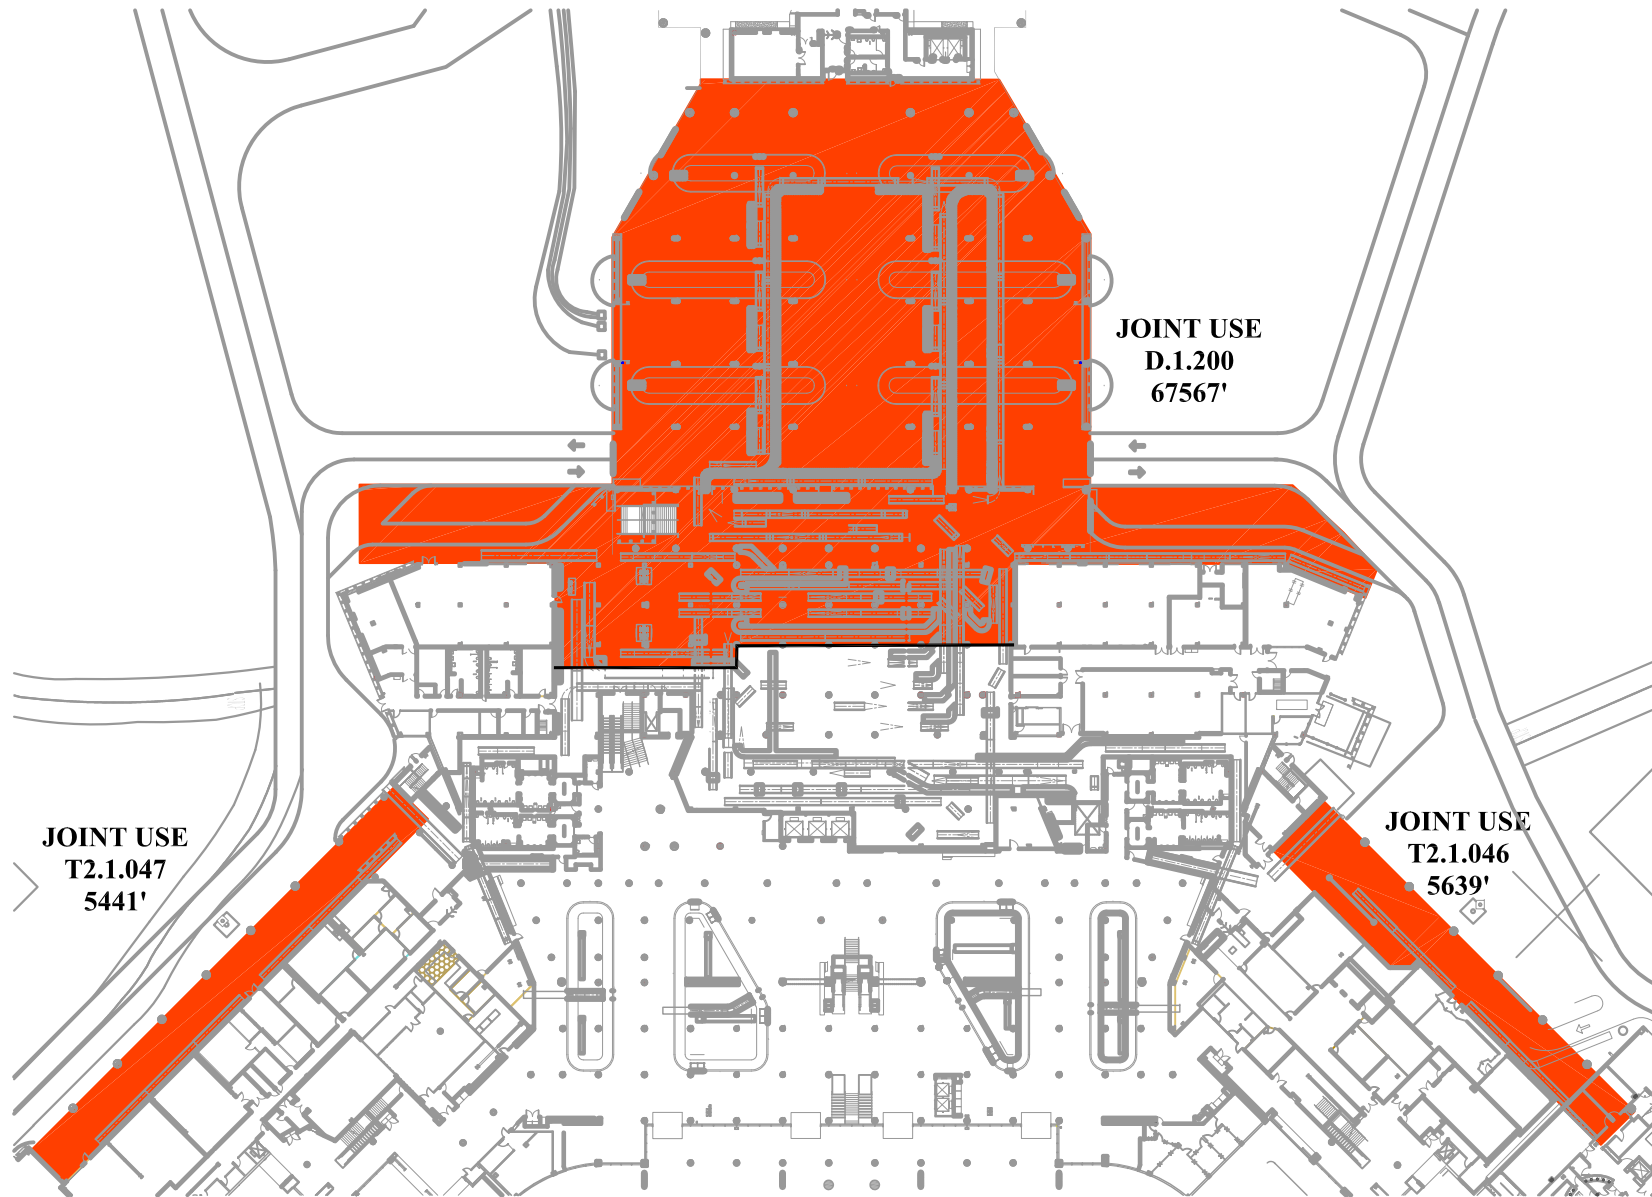 JOINT USE
D.1.200
67567'
JOINT USE
T2.1.047
5441'
JOINT USE
T2.1.046
5639'